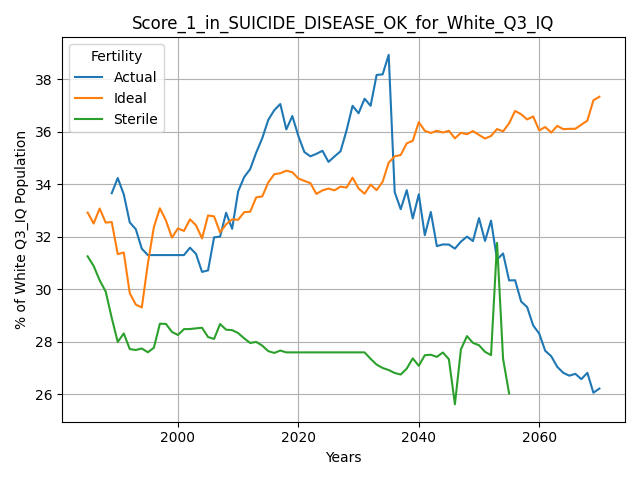 Score_1_in_SUICIDE_DISEASE_OK_for_White_Q3_IQ
Fertility
Actual
Ideal
Sterile
% of White Q3_IQ Population
38
36
34
32
30
28
26
2000
2020
2040
2060
Years